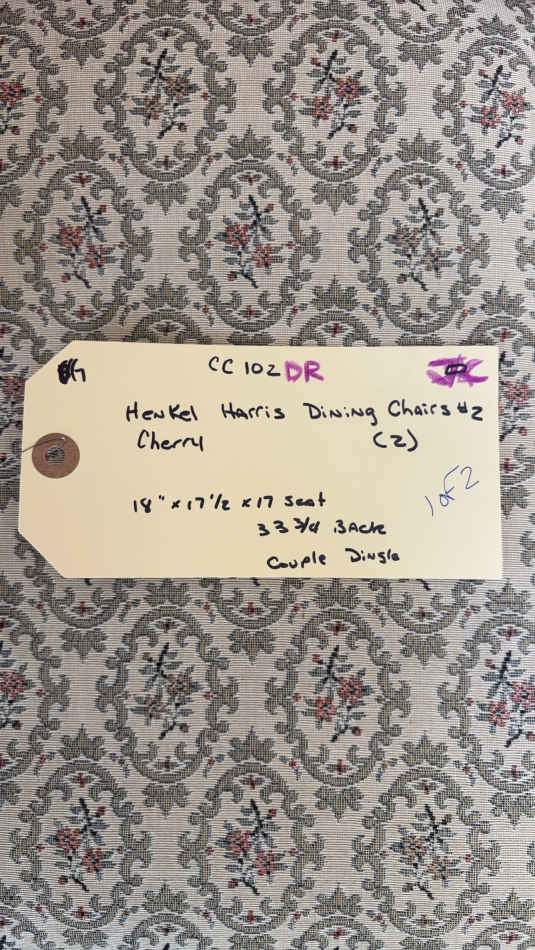 CC 102 DR
Henkel Harris Dining Chairs #2
Cherry (2)
18" x 17 1/2 x 17 seat
33 3/4 Back
Couple Dings
1 of 2